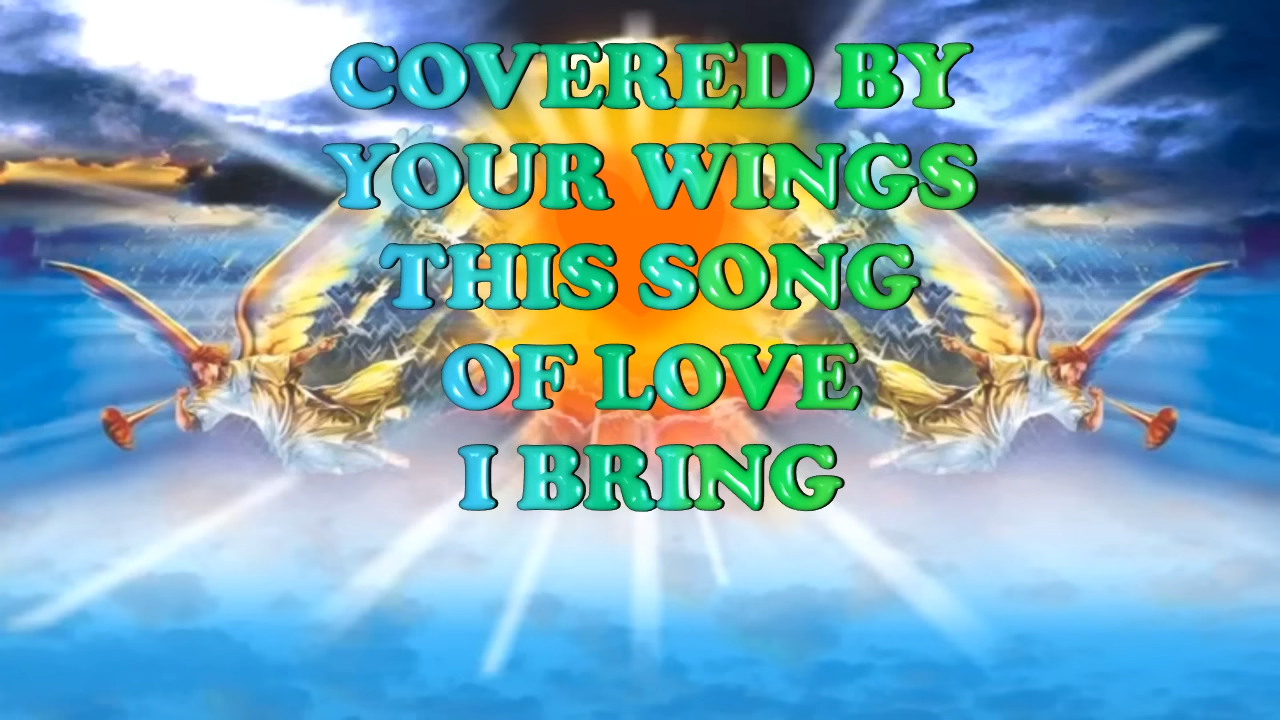 COVERED BY
YOUR WINGS
THIS SONG
OF LOVE
I BRING